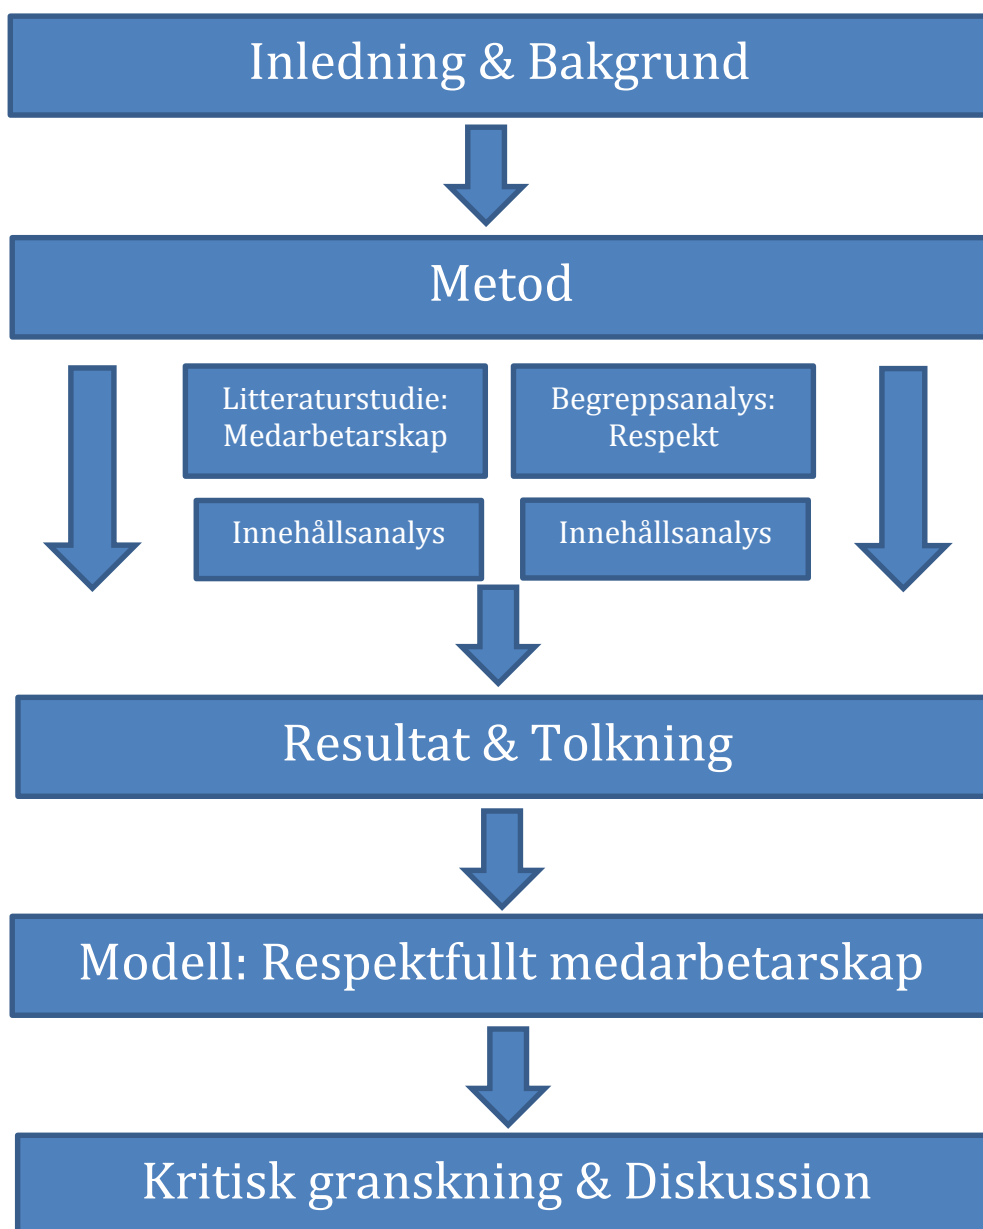 Inledning & Bakgrund
Metod
Litteraturstudie:
Medarbetarskap
Begreppsanalys:
Respekt
Innehållsanalys
Innehållsanalys
Resultat & Tolkning
Modell: Respektfullt medarbetarskap
Kritisk granskning & Diskussion